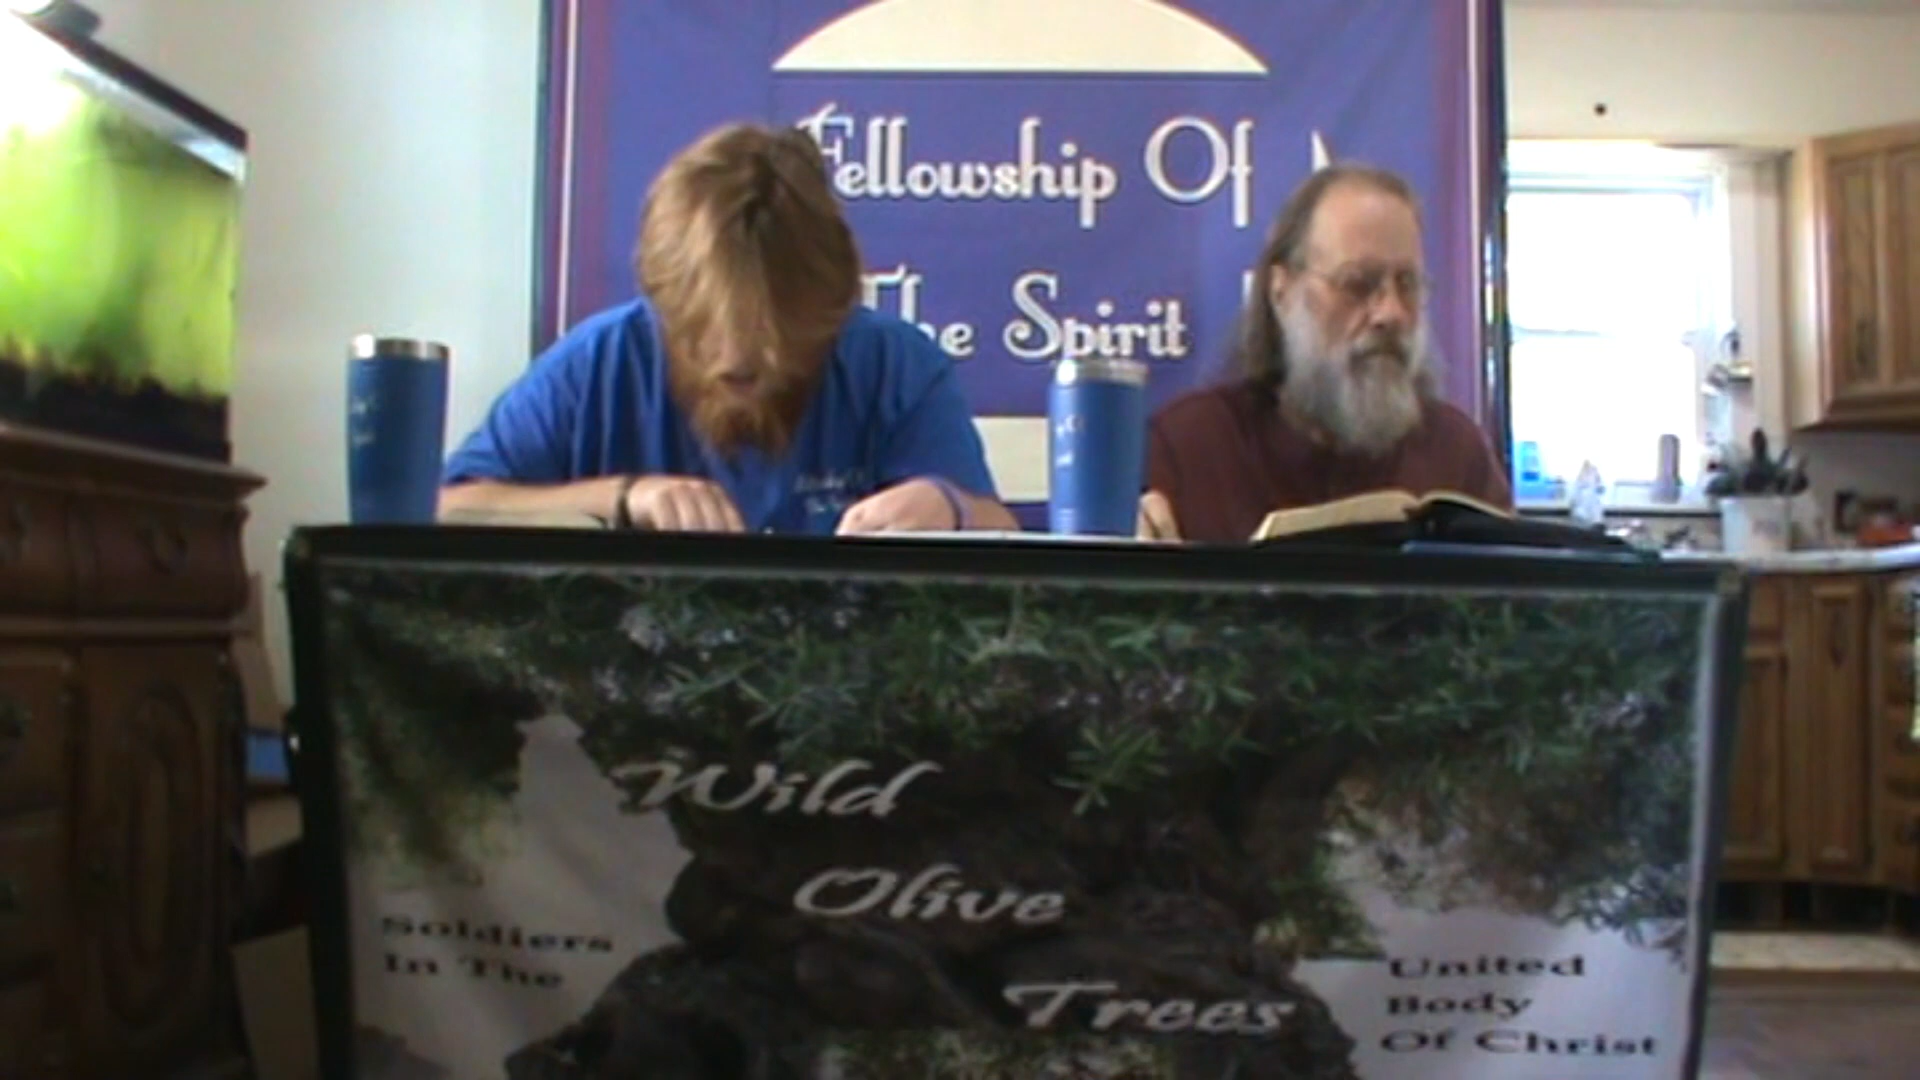 Fellowship Of
The Spirit
Wild
Olive
Trees
Soldiers
In The
United
Body
Of Christ